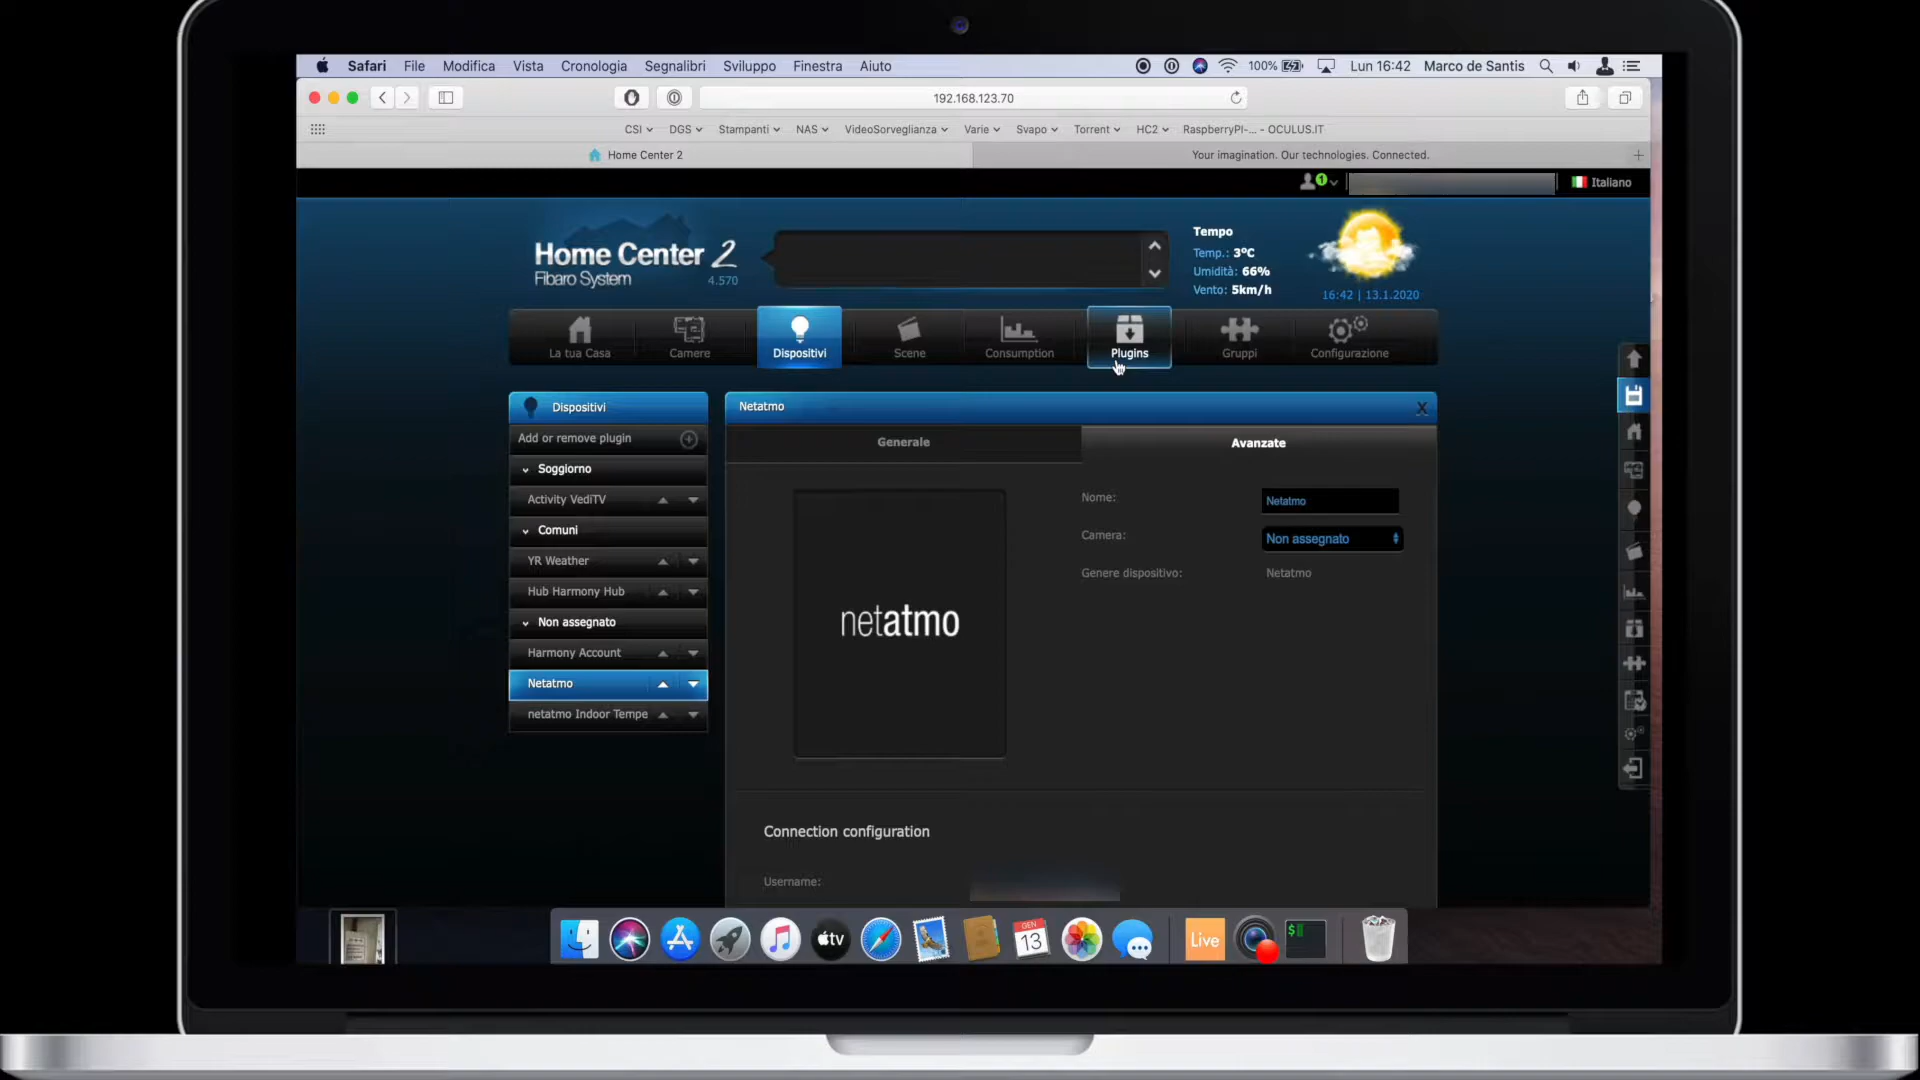 Safari File Modifica Vista Cronologia Segnalibri Sviluppo Finestra Aiuto 100% Lun 16:42 Marco de Santis
192.168.123.70
CSI DGS Stampanti NAS VideoSorveglianza Varie Svapo Torrent HC2 RaspberryPI-... - OCULUS.IT
Home Center 2 Your imagination. Our technologies. Connected.
1 Italiano
Home Center 2
Fibaro System 4.570
Tempo
Temp.: 3°C
Umidità: 66%
Vento: 5km/h
16:42 | 13.1.2020
La tua Casa Camere Dispositivi Scene Consumption Plugins Gruppi Configurazione
Dispositivi
Add or remove plugin
Soggiorno
Activity VediTV
Comuni
YR Weather
Hub Harmony Hub
Non assegnato
Harmony Account
Netatmo
netatmo Indoor Tempe
Netatmo X
Generale Avanzate
netatmo
Nome: Netatmo
Camera: Non assegnato
Genere dispositivo: Netatmo
Connection configuration
Username:
tv GEN 13 Live $